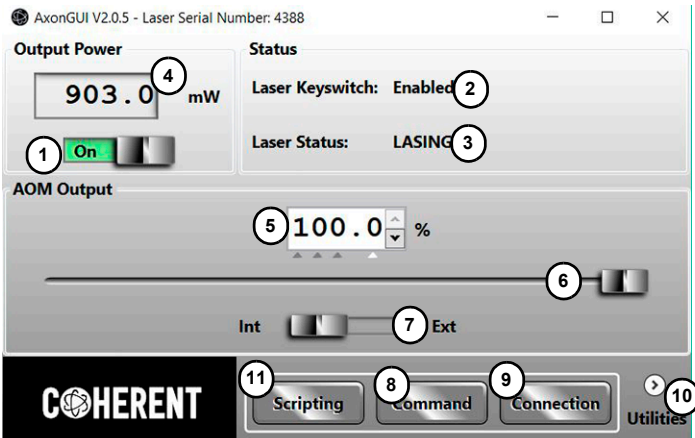 AxonGUI V2.0.5 - Laser Serial Number: 4388
Output Power
903.0 mW
4
1
On
Status
Laser Keyswitch: Enabled
2
Laser Status: LASING
3
AOM Output
5
100.0 %
6
Int
7
Ext
COHERENT
11
Scripting
8
Command
9
Connection
10
Utilities